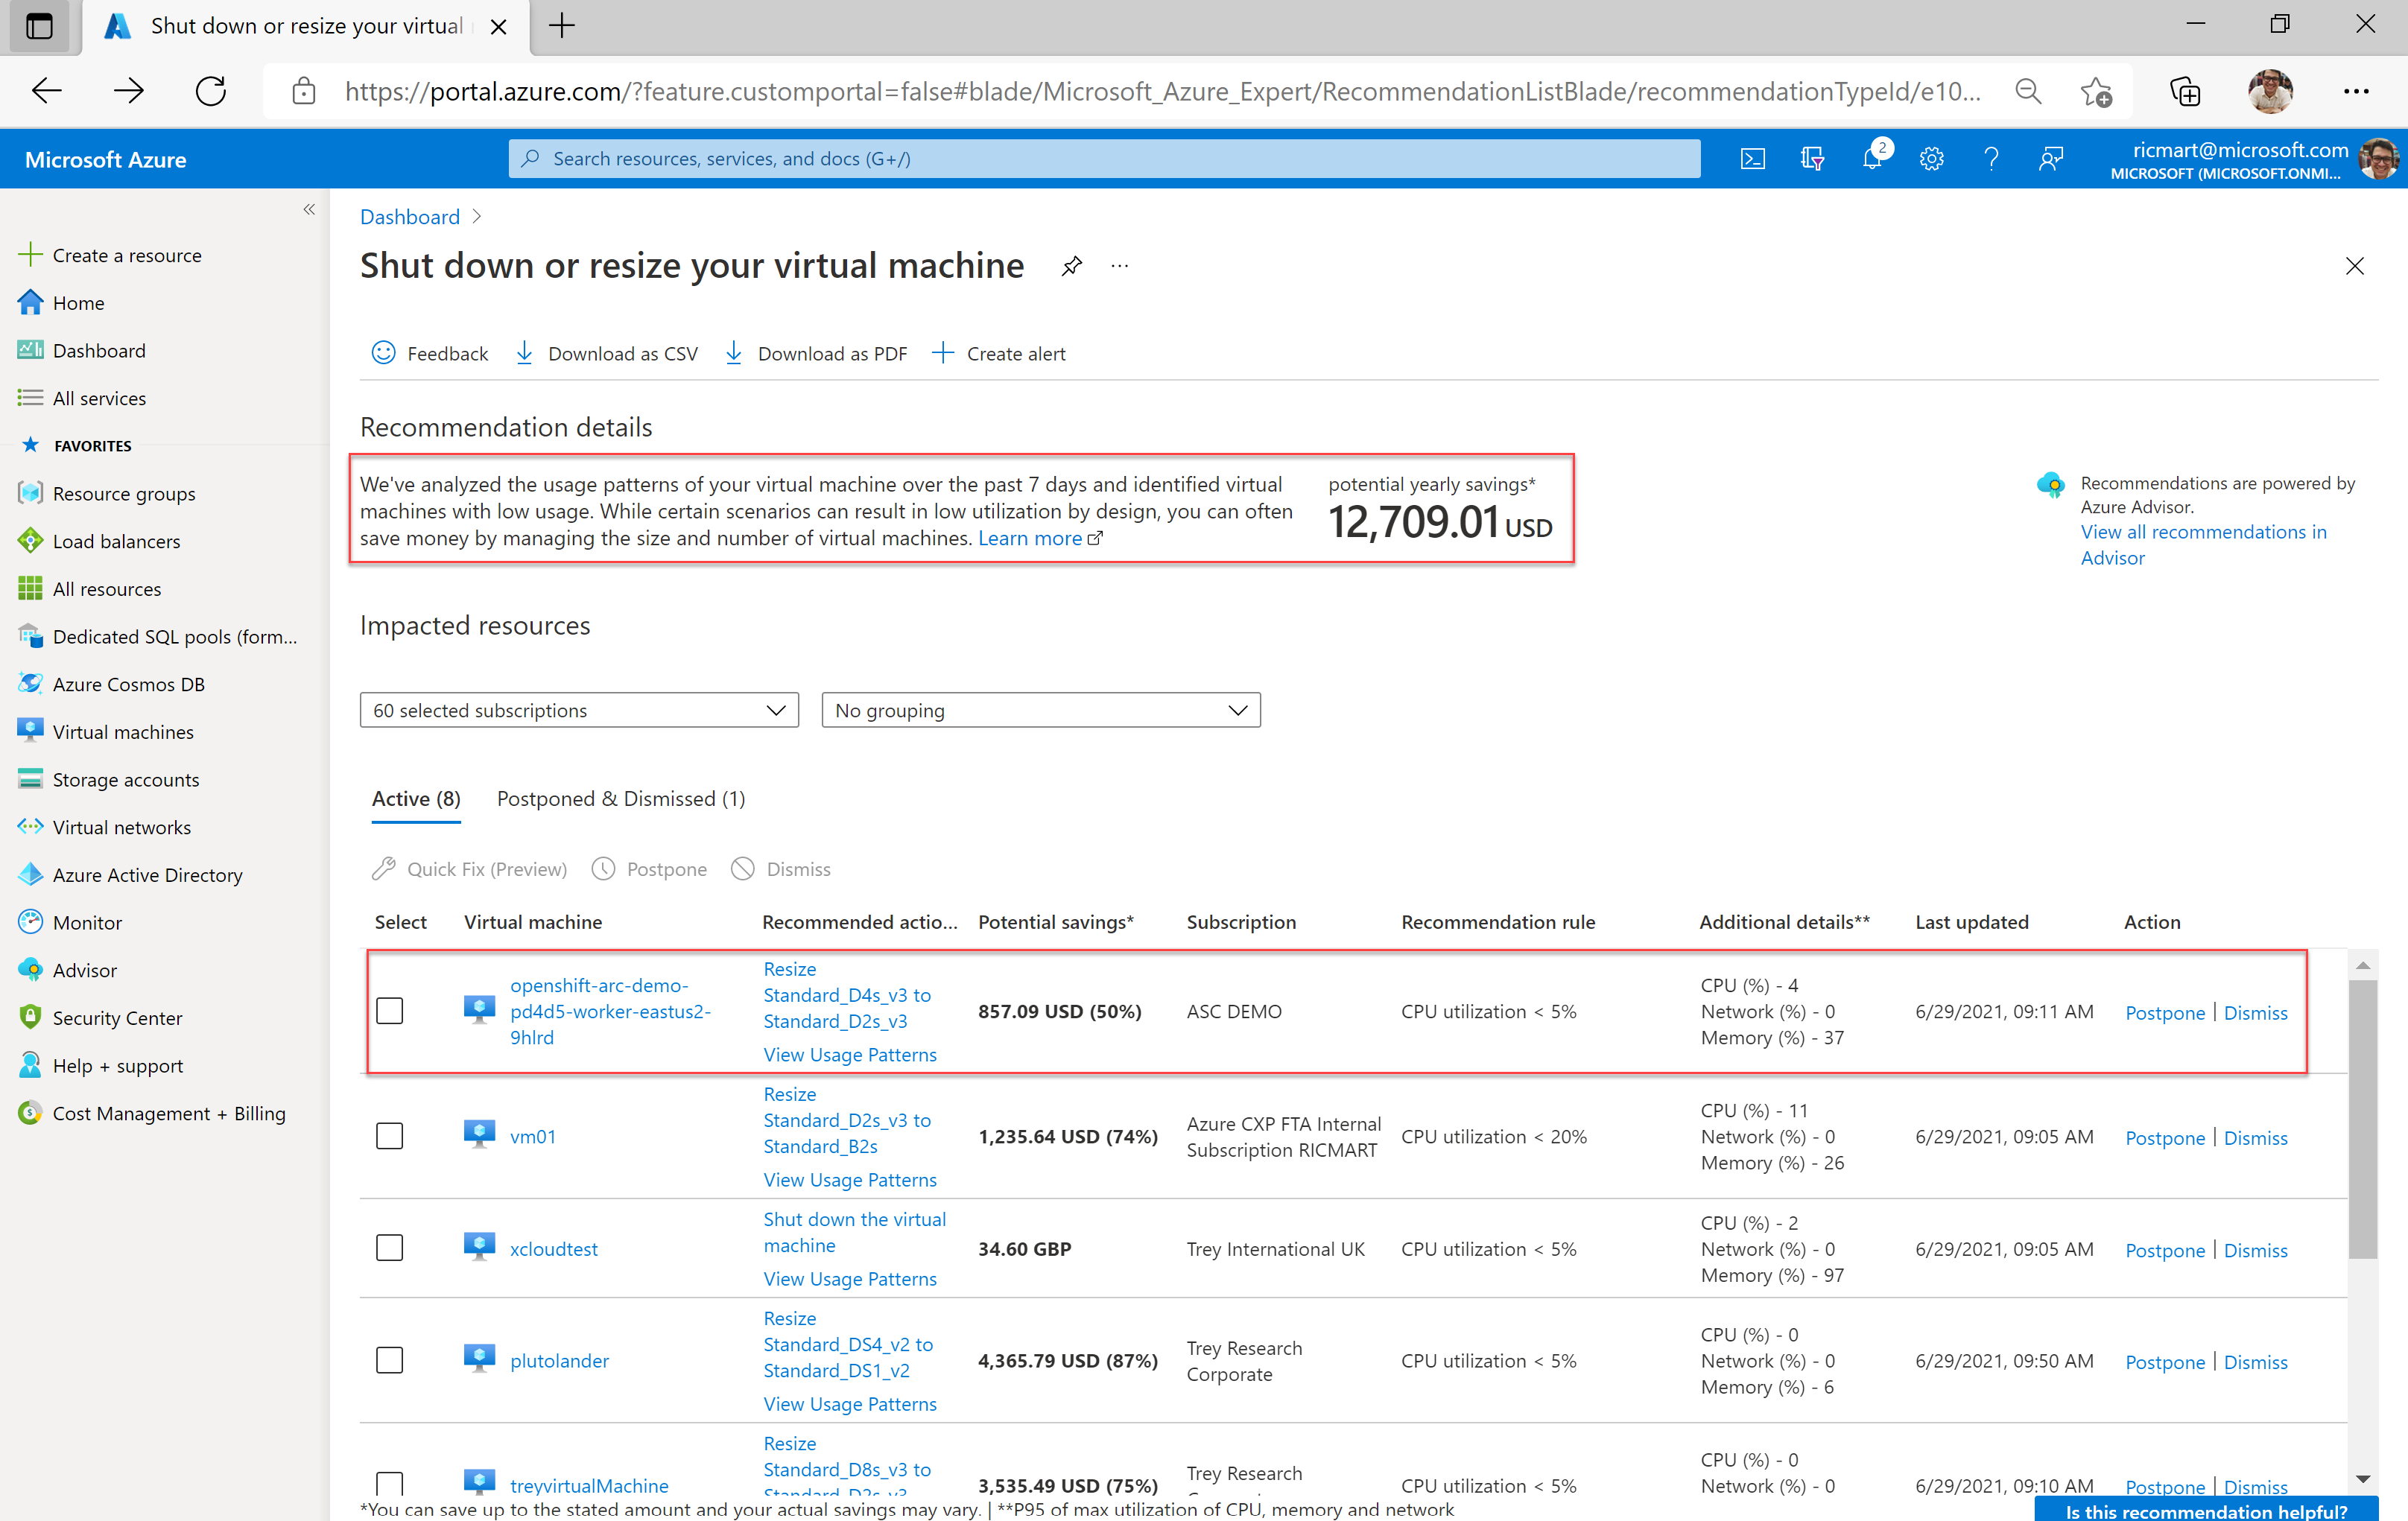 Shut down or resize your virtual
https://portal.azure.com/?feature.customportal=false#blade/Microsoft_Azure_Expert/RecommendationListBlade/recommendationTypeId/e10...
Microsoft Azure
Search resources, services, and docs (G+/)
2
ricmart@microsoft.com
MICROSOFT (MICROSOFT.ONMI...
Create a resource
Home
Dashboard
All services
FAVORITES
Resource groups
Load balancers
All resources
Dedicated SQL pools (form...
Azure Cosmos DB
Virtual machines
Storage accounts
Virtual networks
Azure Active Directory
Monitor
Advisor
Security Center
Help + support
Cost Management + Billing
Dashboard
Shut down or resize your virtual machine
Feedback
Download as CSV
Download as PDF
Create alert
Recommendation details
We've analyzed the usage patterns of your virtual machine over the past 7 days and identified virtual
machines with low usage. While certain scenarios can result in low utilization by design, you can often
save money by managing the size and number of virtual machines. Learn more
potential yearly savings*
12,709.01 USD
Recommendations are powered by
Azure Advisor.
View all recommendations in
Advisor
Impacted resources
60 selected subscriptions
No grouping
Active (8)
Postponed & Dismissed (1)
Quick Fix (Preview)
Postpone
Dismiss
Select
Virtual machine
Recommended actio...
Potential savings*
Subscription
Recommendation rule
Additional details**
Last updated
Action
openshift-arc-demo-
pd4d5-worker-eastus2-
9hlrd
Resize
Standard_D4s_v3 to
Standard_D2s_v3
View Usage Patterns
857.09 USD (50%)
ASC DEMO
CPU utilization < 5%
CPU (%) - 4
Network (%) - 0
Memory (%) - 37
6/29/2021, 09:11 AM
Postpone | Dismiss
vm01
Resize
Standard_D2s_v3 to
Standard_B2s
View Usage Patterns
1,235.64 USD (74%)
Azure CXP FTA Internal
Subscription RICMART
CPU utilization < 20%
CPU (%) - 11
Network (%) - 0
Memory (%) - 26
6/29/2021, 09:05 AM
Postpone | Dismiss
xcloudtest
Shut down the virtual
machine
View Usage Patterns
34.60 GBP
Trey International UK
CPU utilization < 5%
CPU (%) - 2
Network (%) - 0
Memory (%) - 97
6/29/2021, 09:05 AM
Postpone | Dismiss
plutolander
Resize
Standard_DS4_v2 to
Standard_DS1_v2
View Usage Patterns
4,365.79 USD (87%)
Trey Research
Corporate
CPU utilization < 5%
CPU (%) - 0
Network (%) - 0
Memory (%) - 6
6/29/2021, 09:50 AM
Postpone | Dismiss
treyvirtualMachine
Resize
Standard_D8s_v3 to
Standard_D2s_v3
3,535.49 USD (75%)
Trey Research
CPU utilization < 5%
CPU (%) - 0
Network (%) - 0
6/29/2021, 09:10 AM
Postpone | Dismiss
*You can save up to the stated amount and your actual savings may vary. | **P95 of max utilization of CPU, memory and network
Is this recommendation helpful?